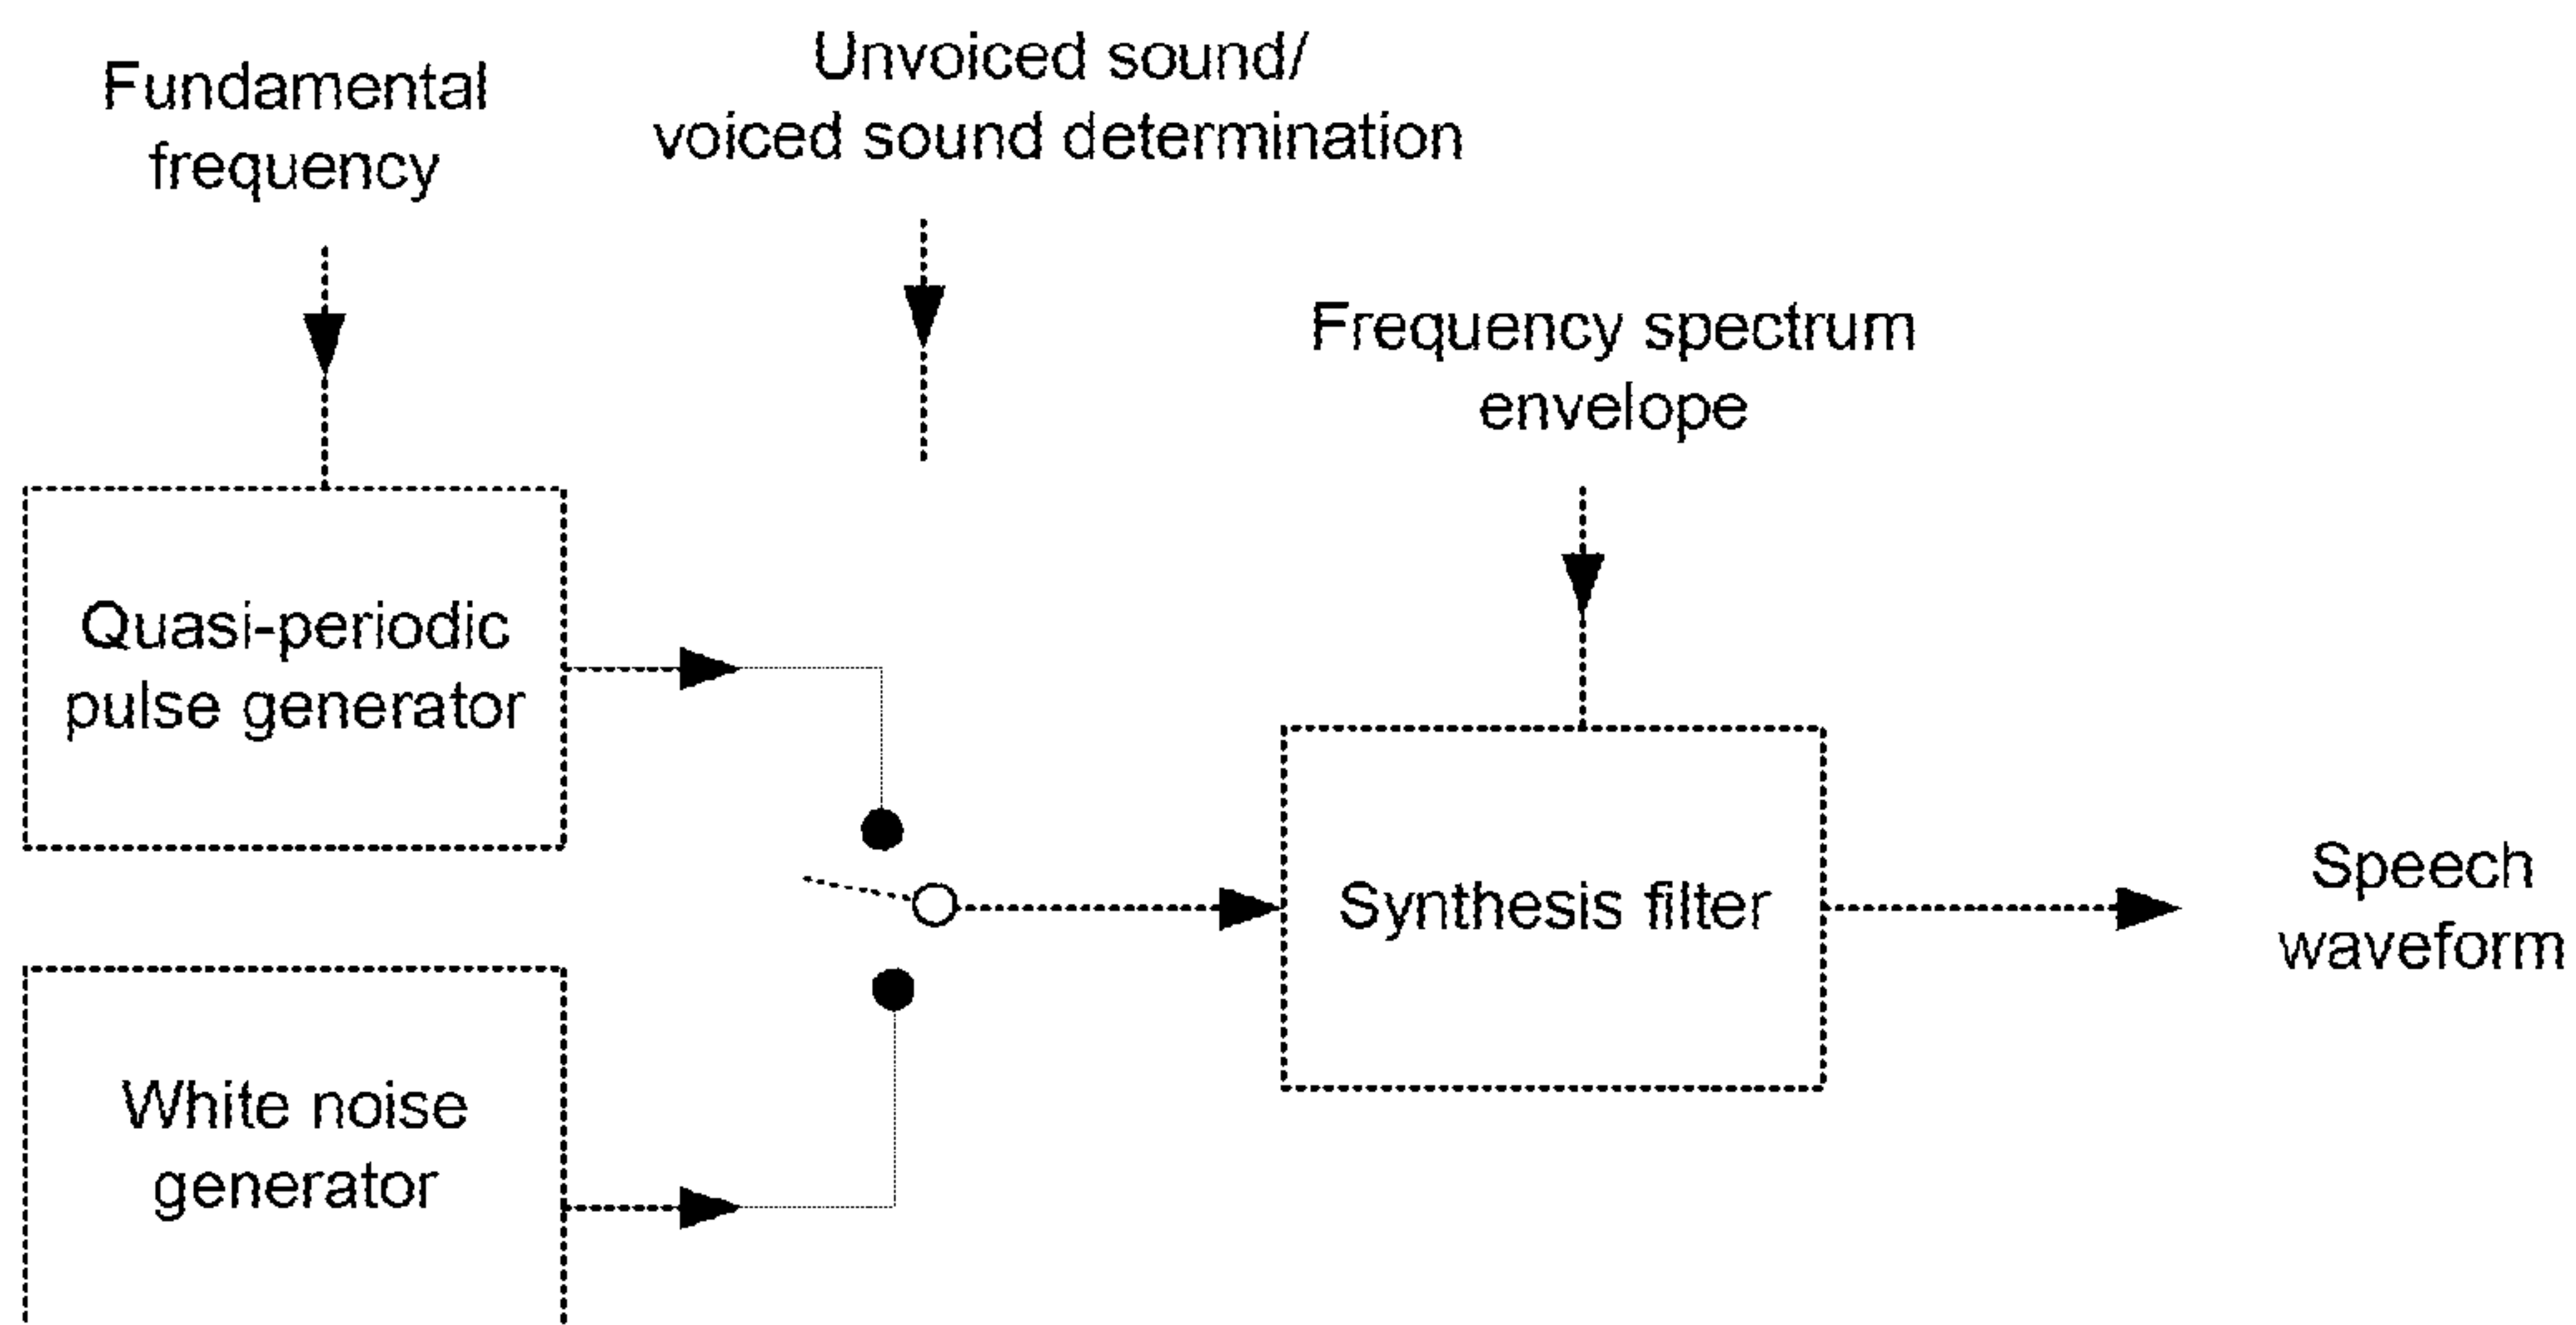 Fundamental
frequency
Unvoiced sound/
voiced sound determination
Frequency spectrum
envelope
Quasi-periodic
pulse generator
Synthesis filter
Speech
waveform
White noise
generator